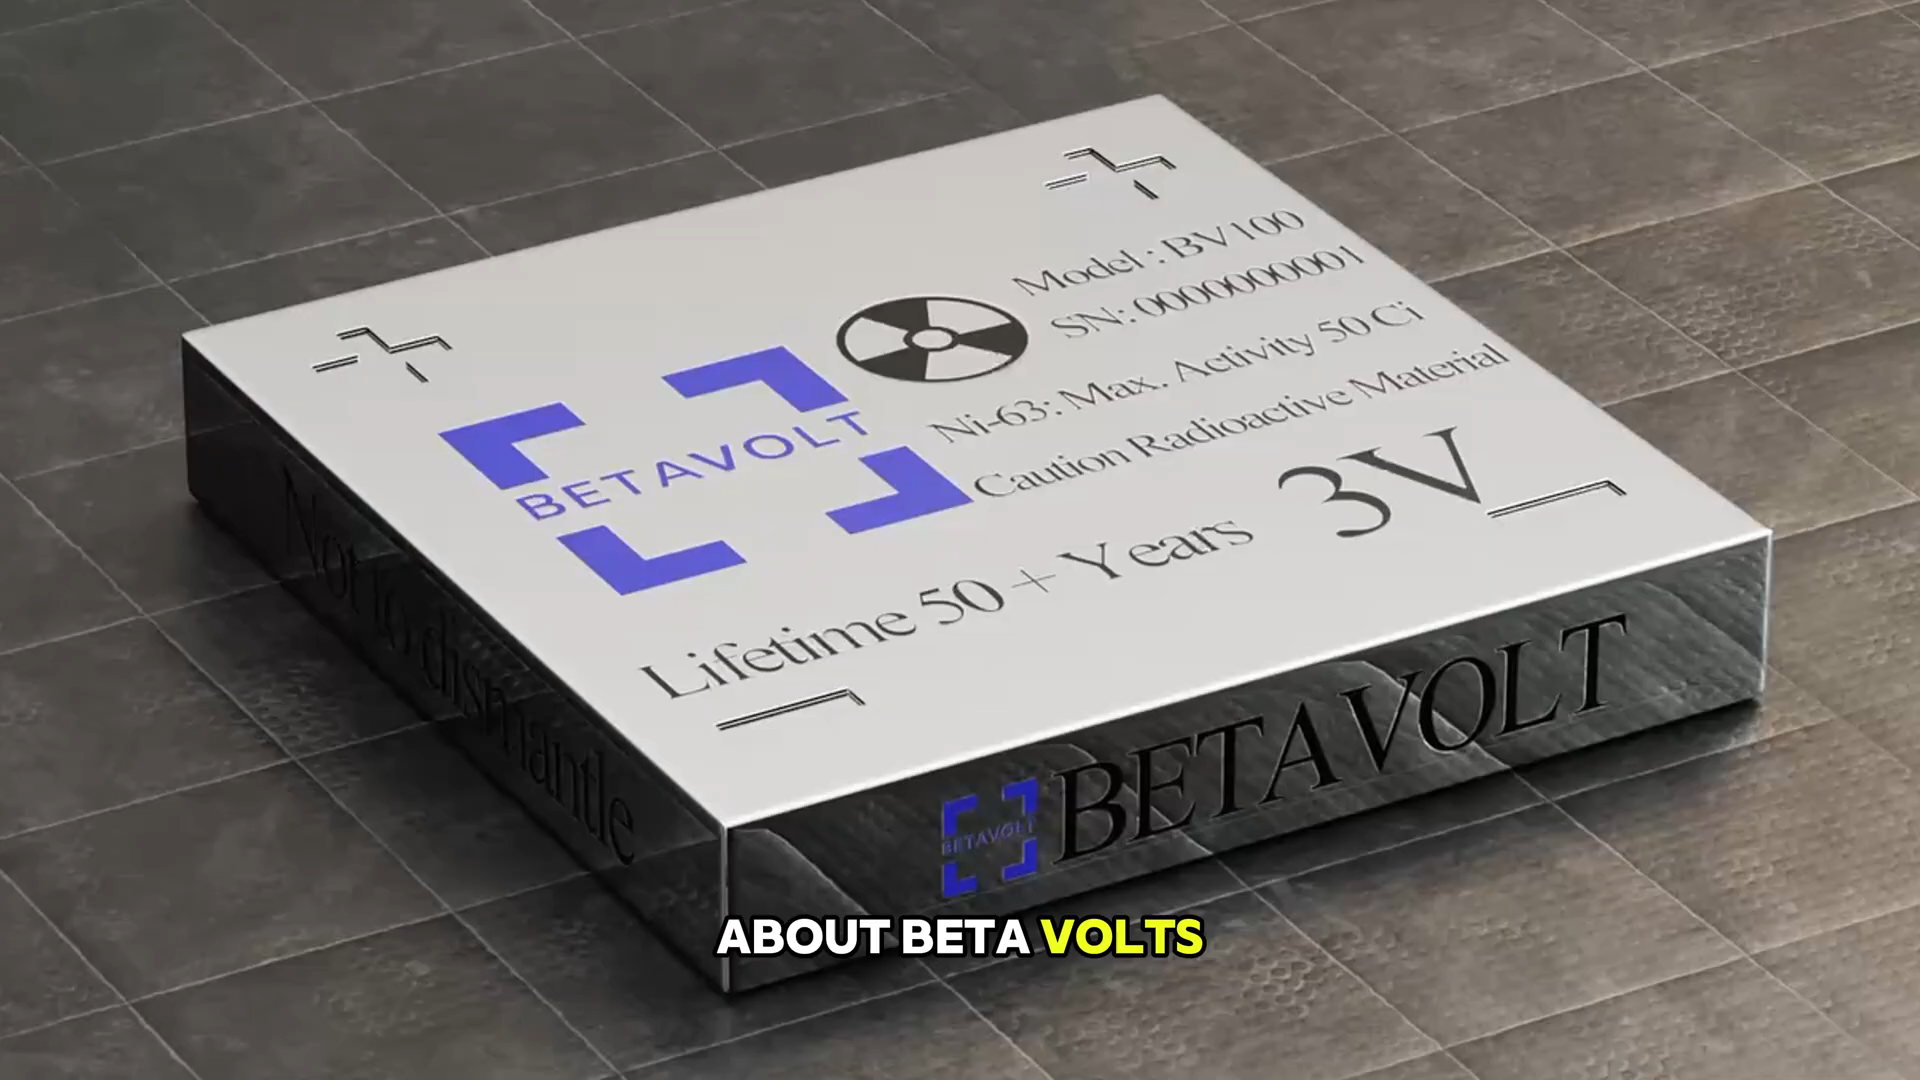 Model : BV100
SN: 0000000001
Ni-63: Max. Activity 50 Ci
Caution Radioactive Material
BETAVOLT
3V
Lifetime 50 + Years
Not to dismantle
BETAVOLT
BETAVOLT
ABOUT BETA VOLTS